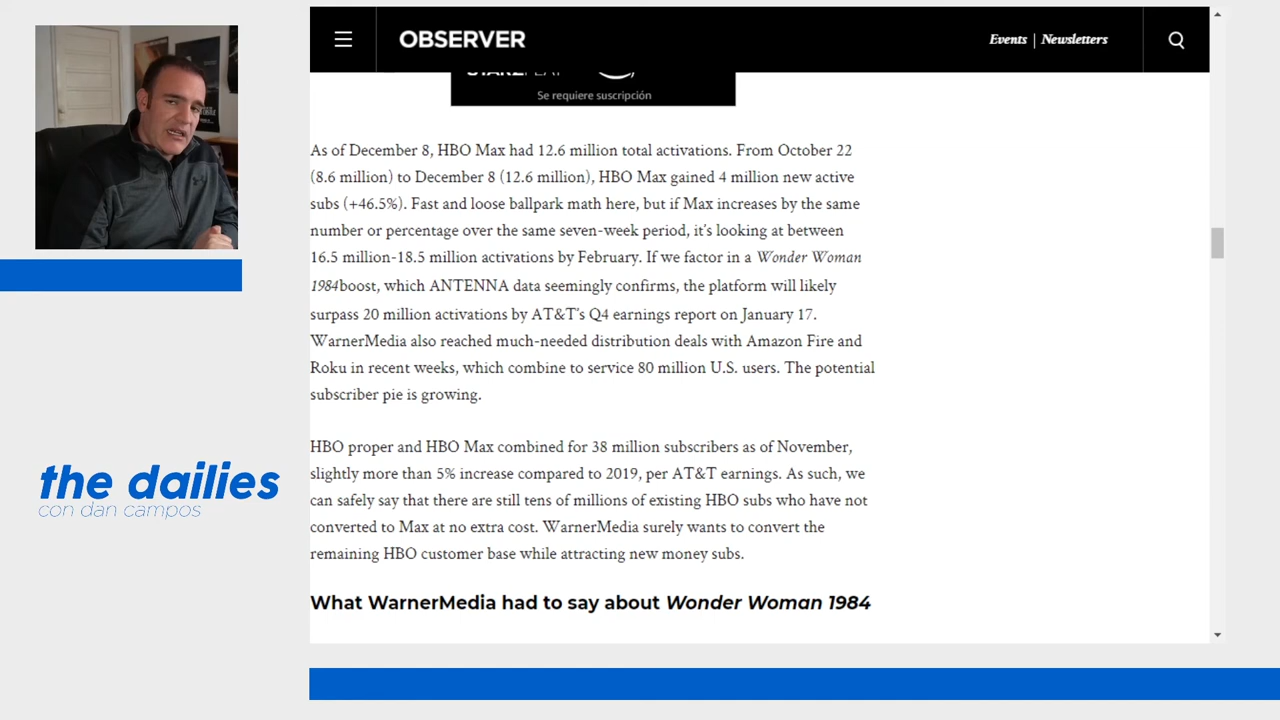 OBSERVER
Events | Newsletters
Se requiere suscripción
As of December 8, HBO Max had 12.6 million total activations. From October 22
(8.6 million) to December 8 (12.6 million), HBO Max gained 4 million new active
subs (+46.5%). Fast and loose ballpark math here, but if Max increases by the same
number or percentage over the same seven-week period, it's looking at between
16.5 million-18.5 million activations by February. If we factor in a Wonder Woman
1984 boost, which ANTENNA data seemingly confirms, the platform will likely
surpass 20 million activations by AT&T's Q4 earnings report on January 17.
WarnerMedia also reached much-needed distribution deals with Amazon Fire and
Roku in recent weeks, which combine to service 80 million U.S. users. The potential
subscriber pie is growing.
HBO proper and HBO Max combined for 38 million subscribers as of November,
slightly more than 5% increase compared to 2019, per AT&T earnings. As such, we
can safely say that there are still tens of millions of existing HBO subs who have not
converted to Max at no extra cost. WarnerMedia surely wants to convert the
remaining HBO customer base while attracting new money subs.
What WarnerMedia had to say about Wonder Woman 1984
the dailies
con dan campos